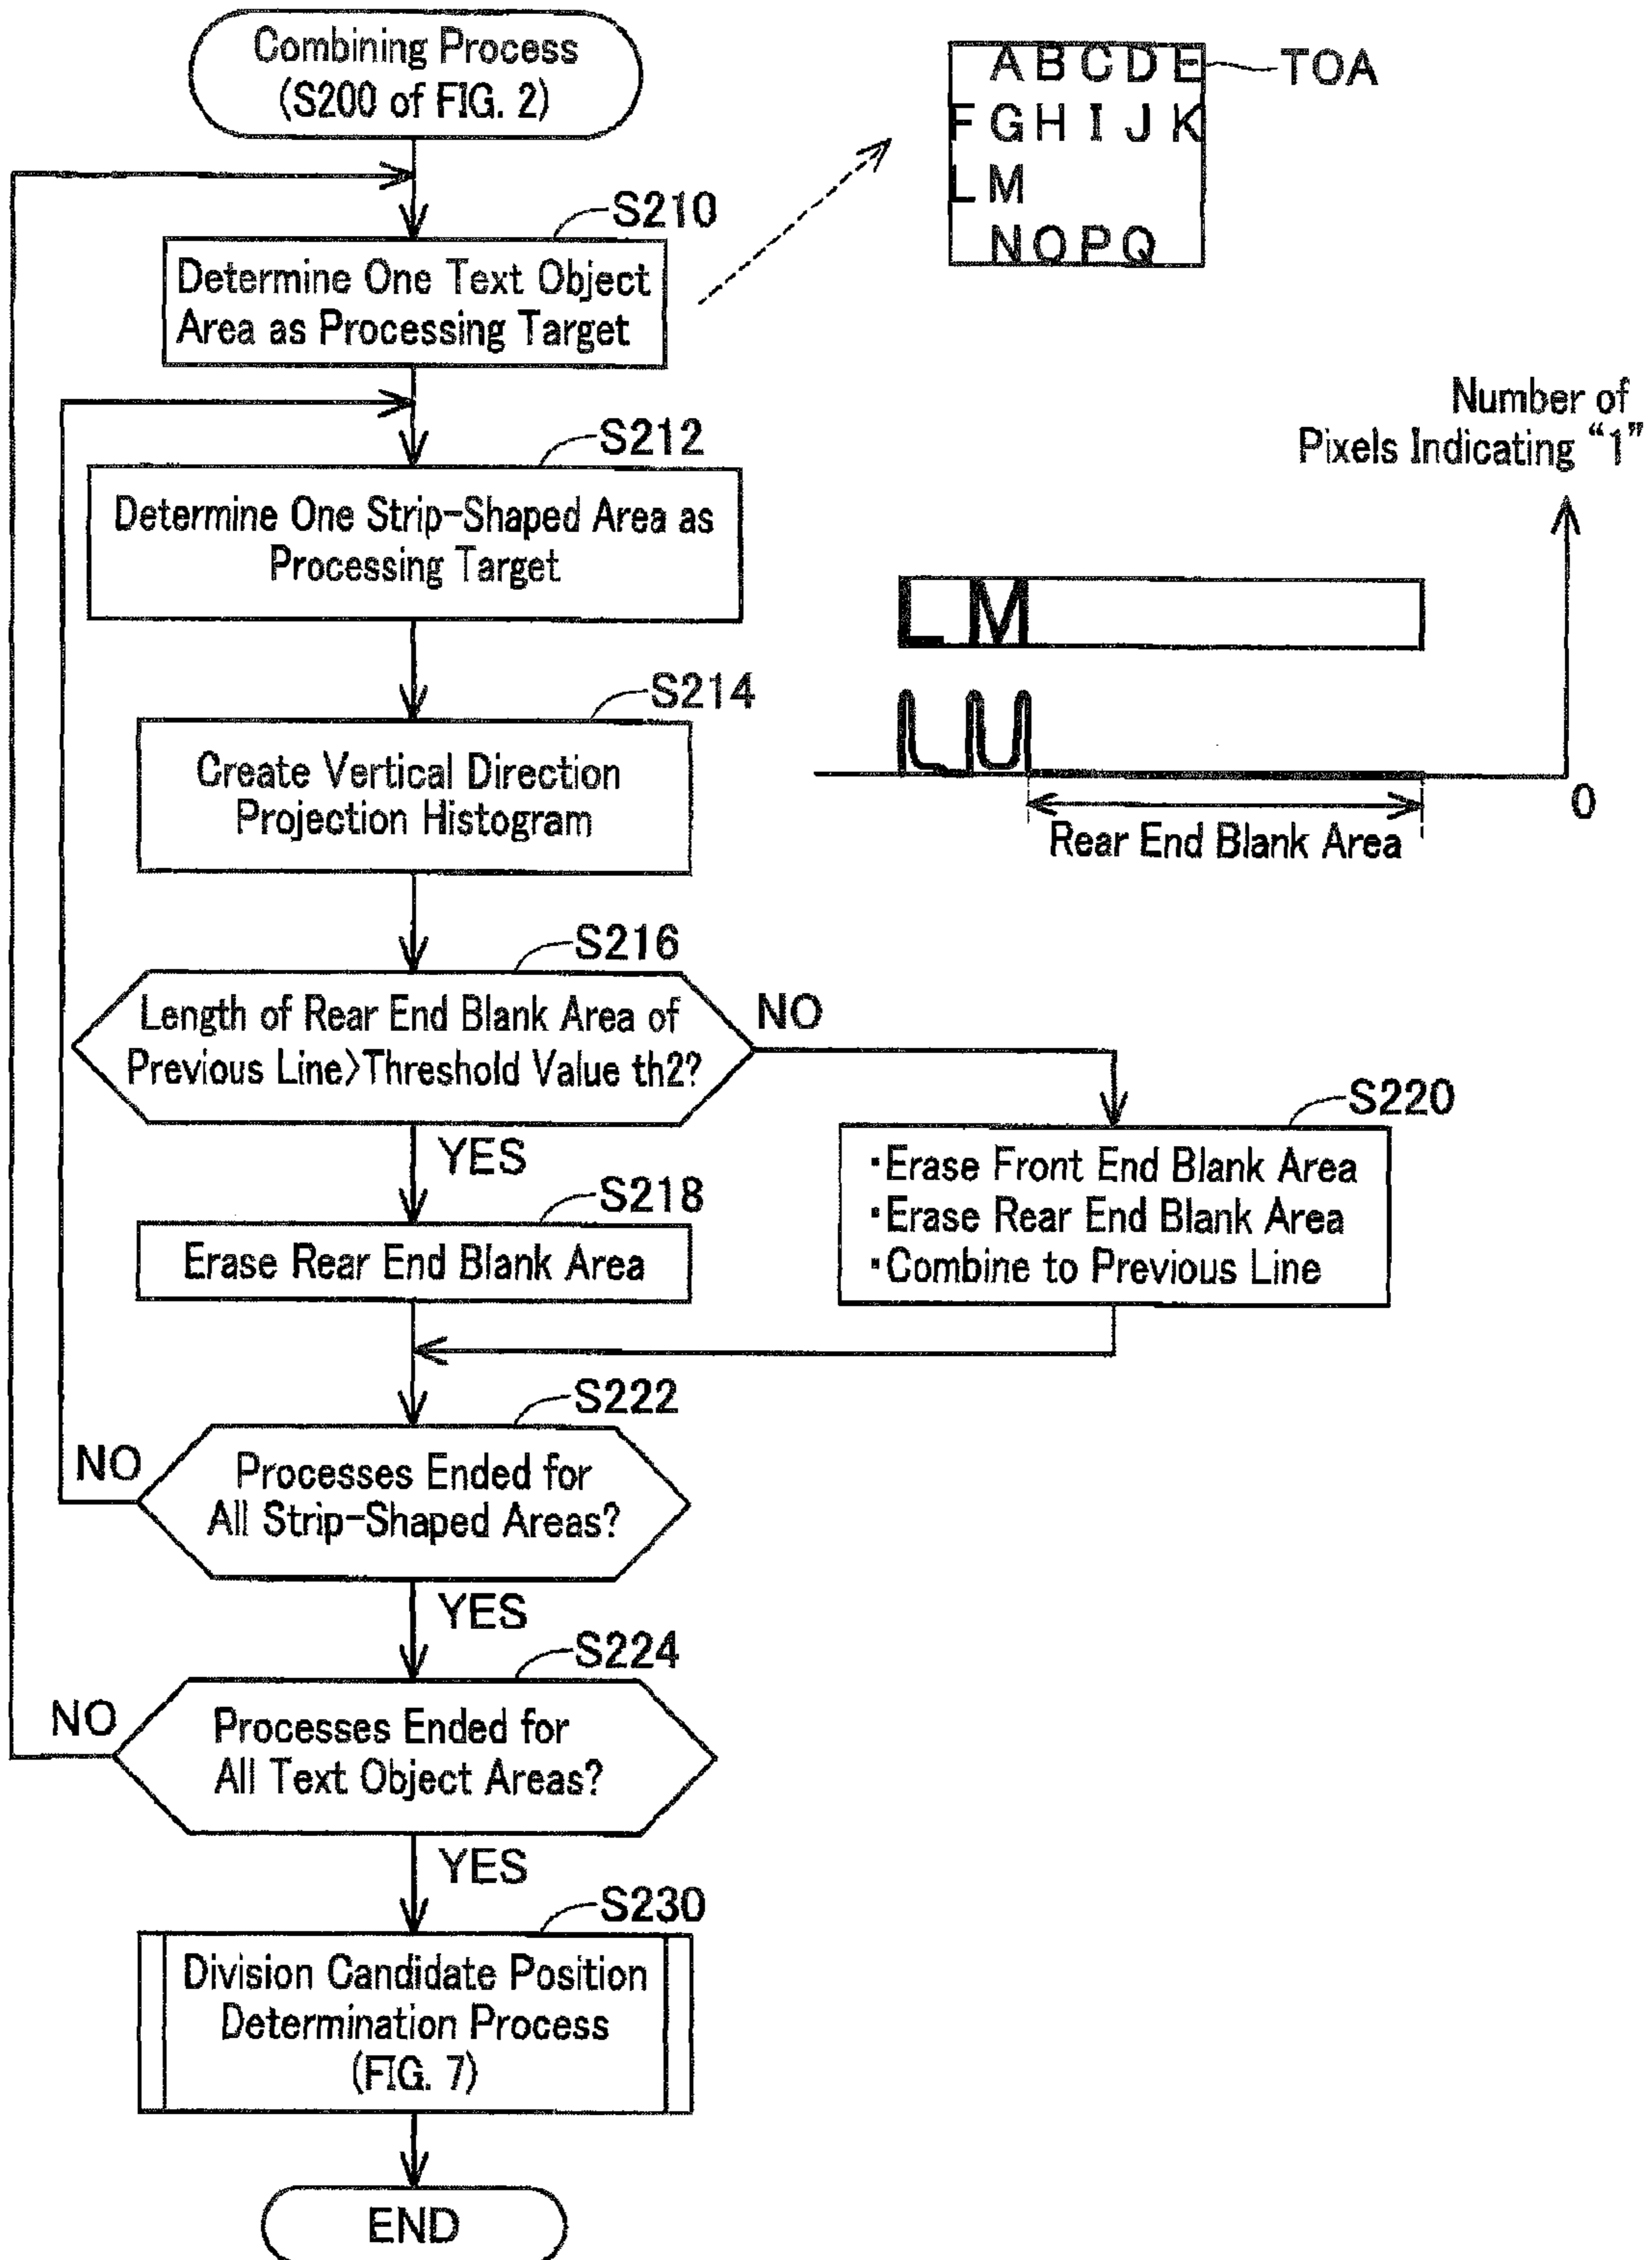 Combining Process
(S200 of FIG. 2)
A B C D E
TOA
F G H I J K
L M
N O P Q
S210
Determine One Text Object
Area as Processing Target
S212
Determine One Strip-Shaped Area as
Processing Target
Number of
Pixels Indicating “1”
L M
0
Rear End Blank Area
S214
Create Vertical Direction
Projection Histogram
S216
Length of Rear End Blank Area of
Previous Line>Threshold Value th2?
NO
YES
S218
Erase Rear End Blank Area
S220
･Erase Front End Blank Area
･Erase Rear End Blank Area
･Combine to Previous Line
S222
NO
Processes Ended for
All Strip-Shaped Areas?
YES
S224
NO
Processes Ended for
All Text Object Areas?
YES
S230
Division Candidate Position
Determination Process
(FIG. 7)
END